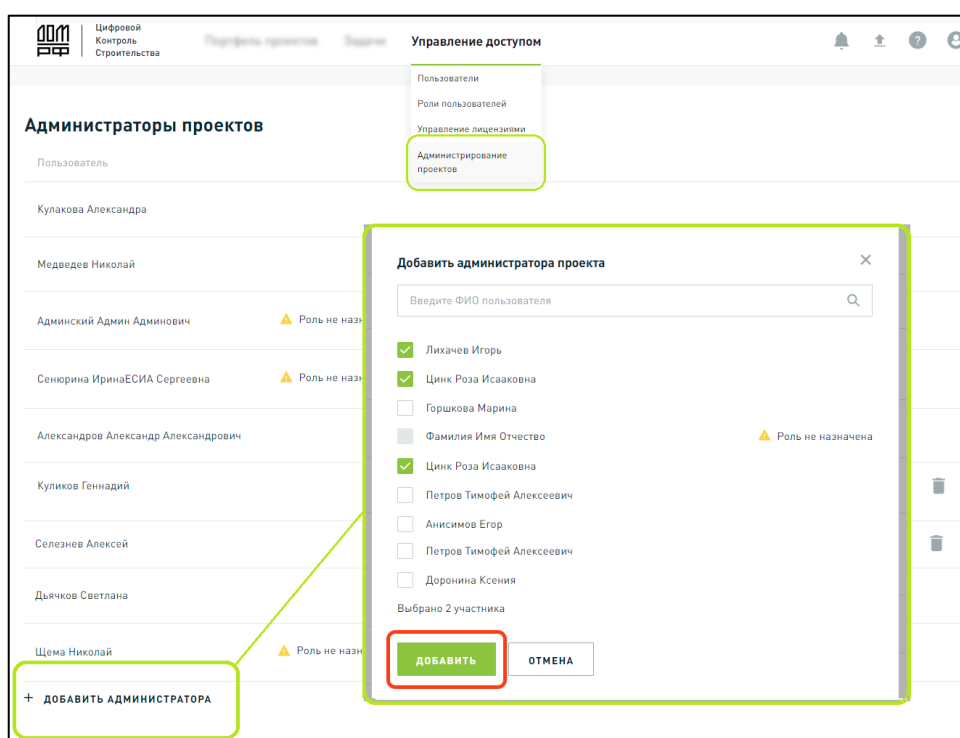 ДОМ
РФ
Цифровой
Контроль
Строительства
Портфель проектов
Задачи
Управление доступом
Пользователи
Роли пользователей
Управление лицензиями
Администрирование
проектов
Администраторы проектов
Пользователь
Кулакова Александра
Медведев Николай
Админский Админ Админович
Роль не назн
Сенюрина ИринаЕСИА Сергеевна
Роль не назн
Александров Александр Александрович
Куликов Геннадий
Селезнев Алексей
Дьячков Светлана
Щема Николай
Роль не назн
+ ДОБАВИТЬ АДМИНИСТРАТОРА
Добавить администратора проекта
Введите ФИО пользователя
Лихачев Игорь
Цинк Роза Исааковна
Горшкова Марина
Фамилия Имя Отчество
Роль не назначена
Цинк Роза Исааковна
Петров Тимофей Алексеевич
Анисимов Егор
Петров Тимофей Алексеевич
Доронина Ксения
Выбрано 2 участника
ДОБАВИТЬ
ОТМЕНА